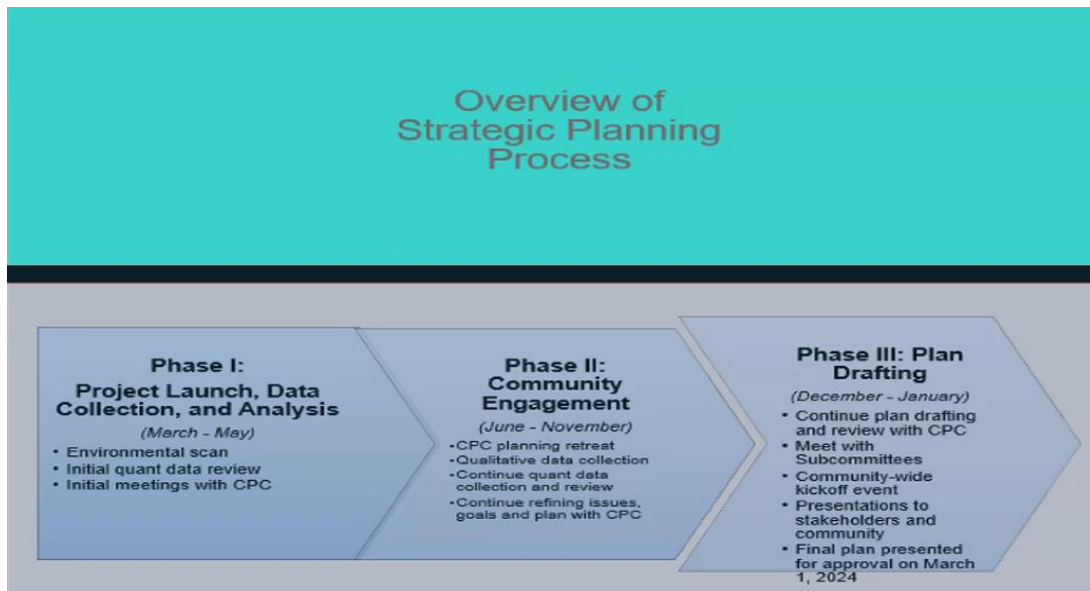 Overview of
Strategic Planning
Process
Phase I:
Project Launch, Data
Collection, and Analysis
(March - May)
• Environmental scan
• Initial quant data review
• Initial meetings with CPC
Phase II:
Community
Engagement
(June - November)
•CPC planning retreat
•Qualitative data collection
•Continue quant data
collection and review
•Continue refining issues,
goals and plan with CPC
Phase III: Plan
Drafting
(December - January)
• Continue plan drafting
and review with CPC
• Meet with
Subcommittees
• Community-wide
kickoff event
• Presentations to
stakeholders and
community
• Final plan presented
for approval on March
1, 2024